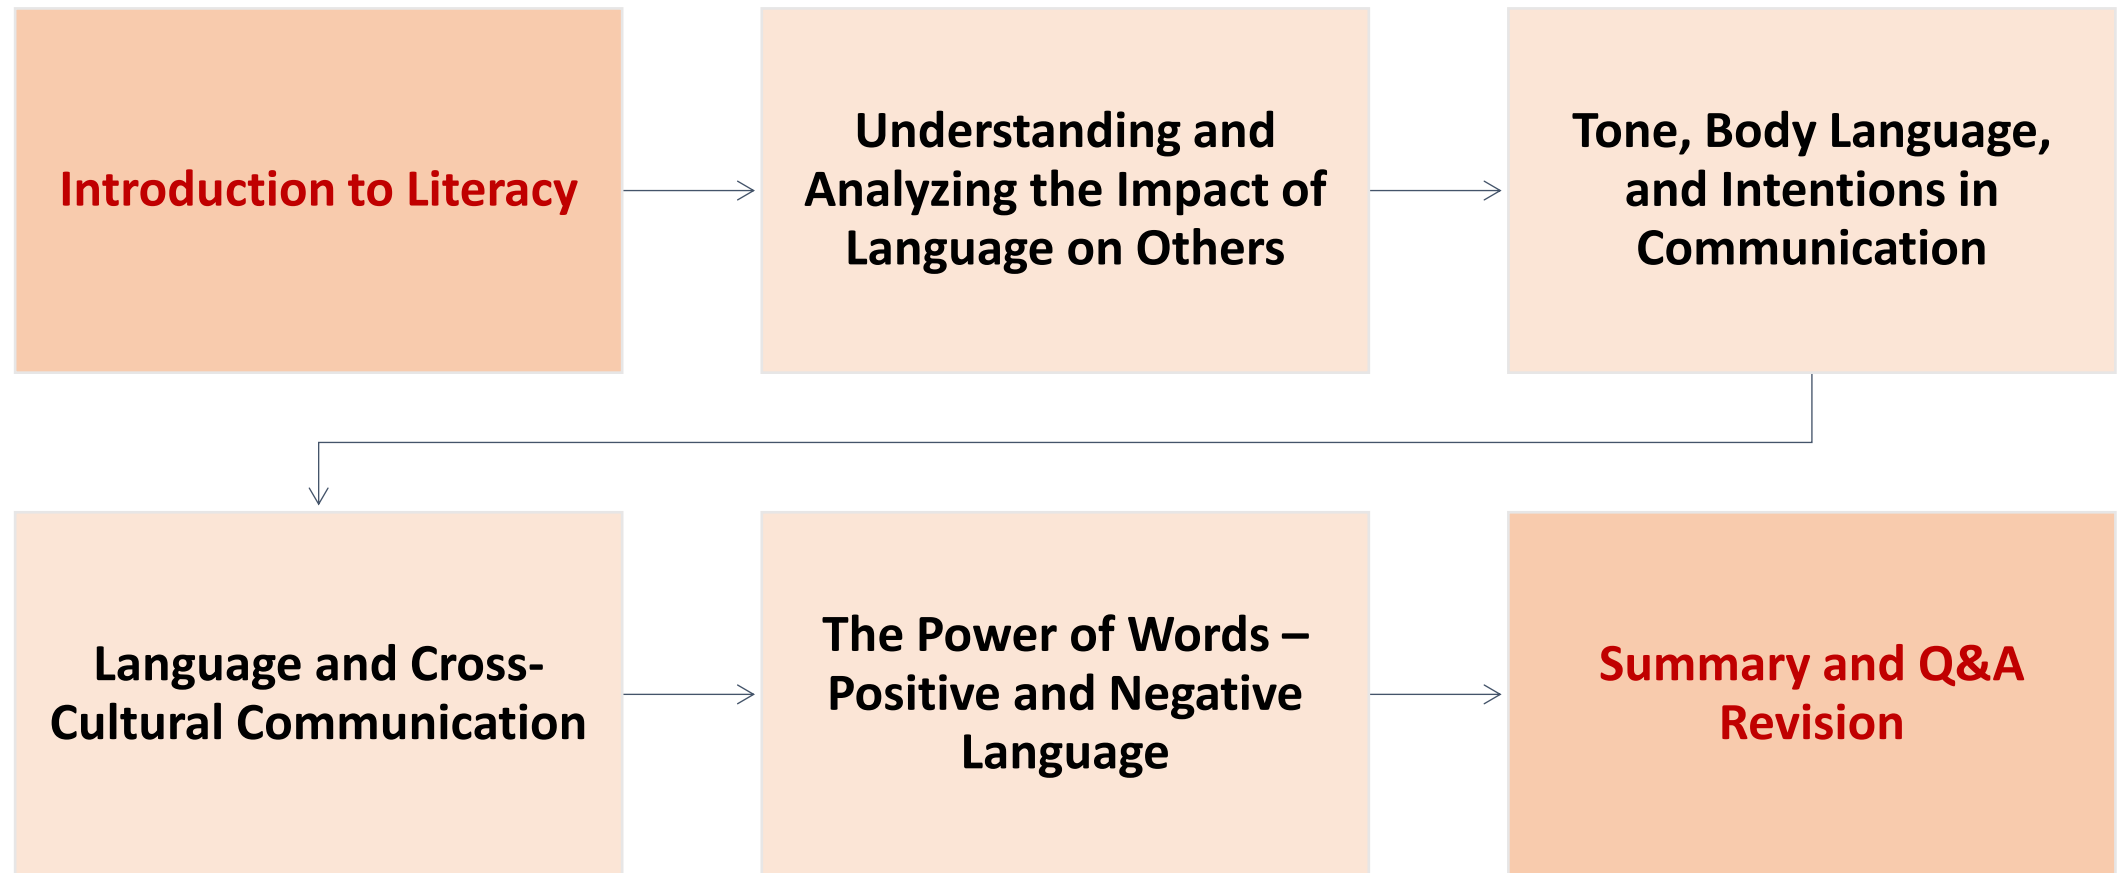 Introduction to Literacy
Understanding and
Analyzing the Impact of
Language on Others
Tone, Body Language,
and Intentions in
Communication
Language and Cross-
Cultural Communication
The Power of Words –
Positive and Negative
Language
Summary and Q&A
Revision